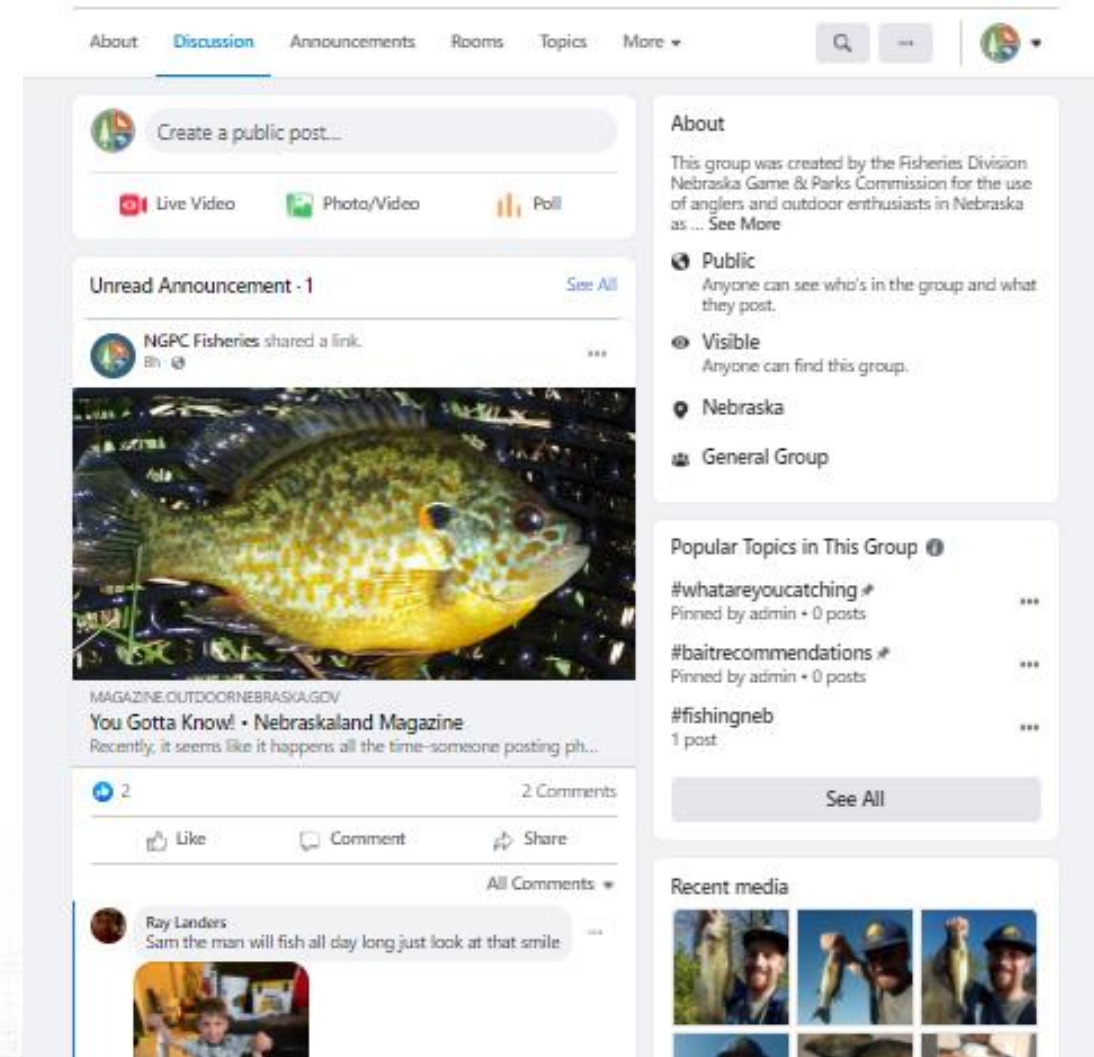 About Discussion Announcements Rooms Topics More
Create a public post...
Live Video Photo/Video Poll
Unread Announcement · 1 See All
NGPC Fisheries shared a link.
8h
MAGAZINE.OUTDOORNEBRASKA.GOV
You Gotta Know! • Nebraskaland Magazine
Recently, it seems like it happens all the time-someone posting ph...
2 2 Comments
Like Comment Share
All Comments
Ray Landers
Sam the man will fish all day long just look at that smile
About
This group was created by the Fisheries Division
Nebraska Game & Parks Commission for the use
of anglers and outdoor enthusiasts in Nebraska
as ... See More
Public
Anyone can see who's in the group and what
they post.
Visible
Anyone can find this group.
Nebraska
General Group
Popular Topics in This Group
#whatareyoucatching
Pinned by admin • 0 posts
#baitrecommendations
Pinned by admin • 0 posts
#fishingneb
1 post
See All
Recent media